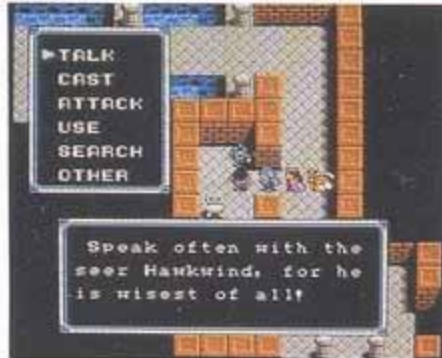 TALK
CAST
ATTACK
USE
SEARCH
OTHER
Speak often with the
seer Hawkwind, for he
is wisest of all!